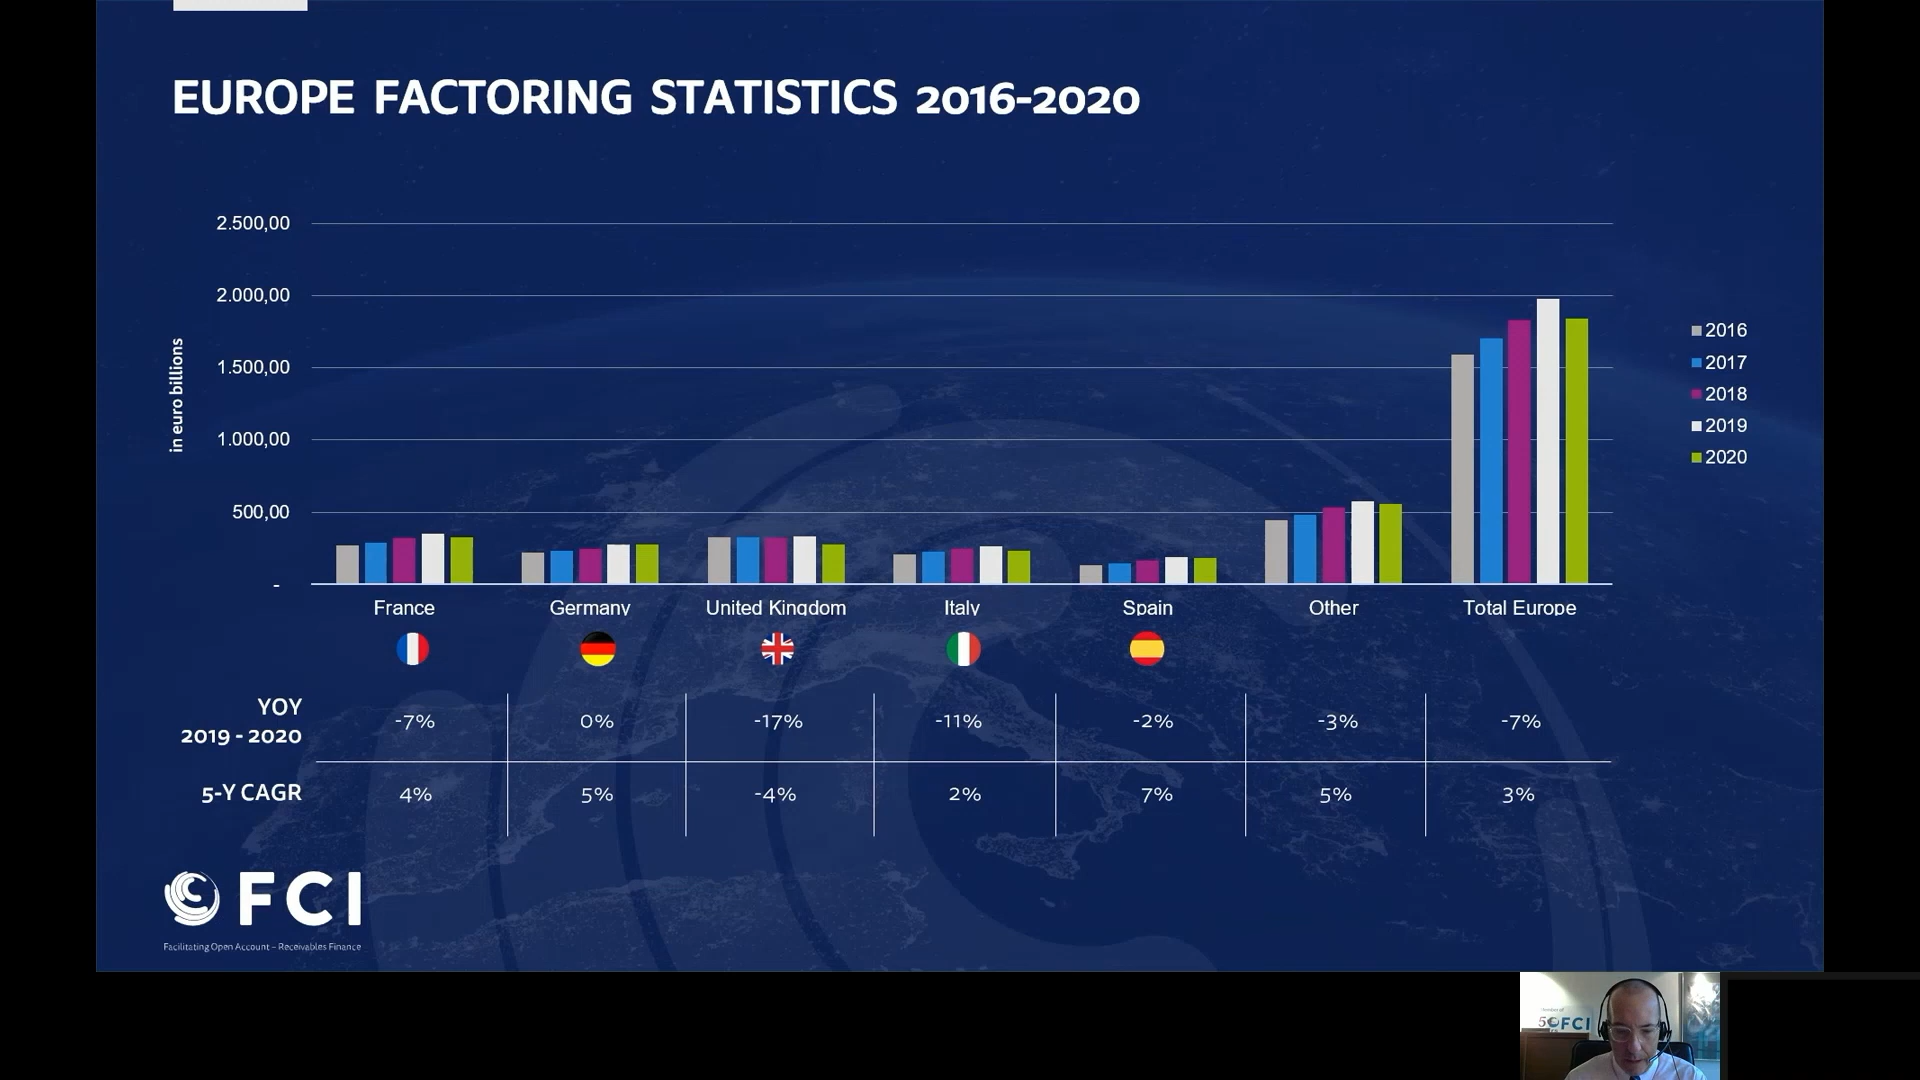 EUROPE FACTORING STATISTICS 2016-2020
in euro billions
2.500,00
2.000,00
1.500,00
1.000,00
500,00
-
2016
2017
2018
2019
2020
France Germany United Kingdom Italy Spain Other Total Europe
YOY
2019 - 2020
-7% 0% -17% -11% -2% -3% -7%
5-Y CAGR 4% 5% -4% 2% 7% 5% 3%
FCI
Facilitating Open Account – Receivables Finance
FCI